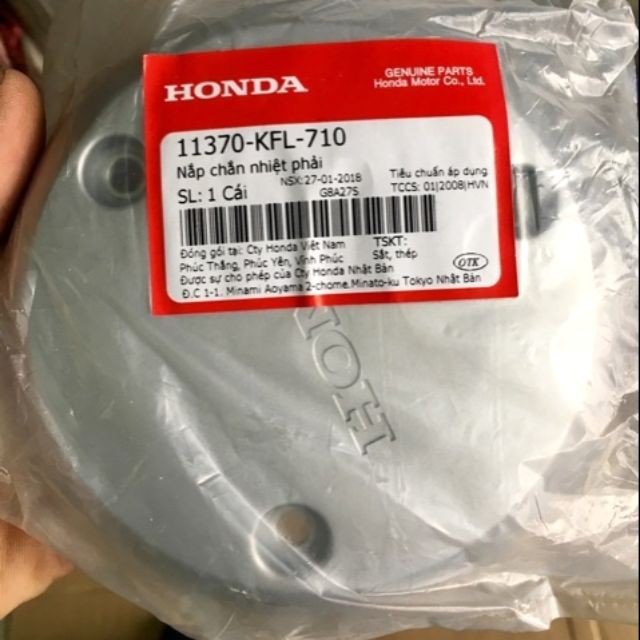 HONDA
GENUINE PARTS
Honda Motor Co., Ltd.
11370-KFL-710
Nắp chắn nhiệt phải
NSX: 27-01-2018
Tiêu chuẩn áp dụng
SL: 1 Cái
G8A27S
TCCS: 01|2008|HVN
Đóng gói tại: Cty Honda Việt Nam
TSKT:
Phúc Thắng, Phúc Yên, Vĩnh Phúc
Sắt, thép
OTK
Được sự cho phép của Cty Honda Nhật Bản
Đ.C 1-1. Minami Aoyama 2-chome.Minato-ku Tokyo Nhật Bản
HONDA